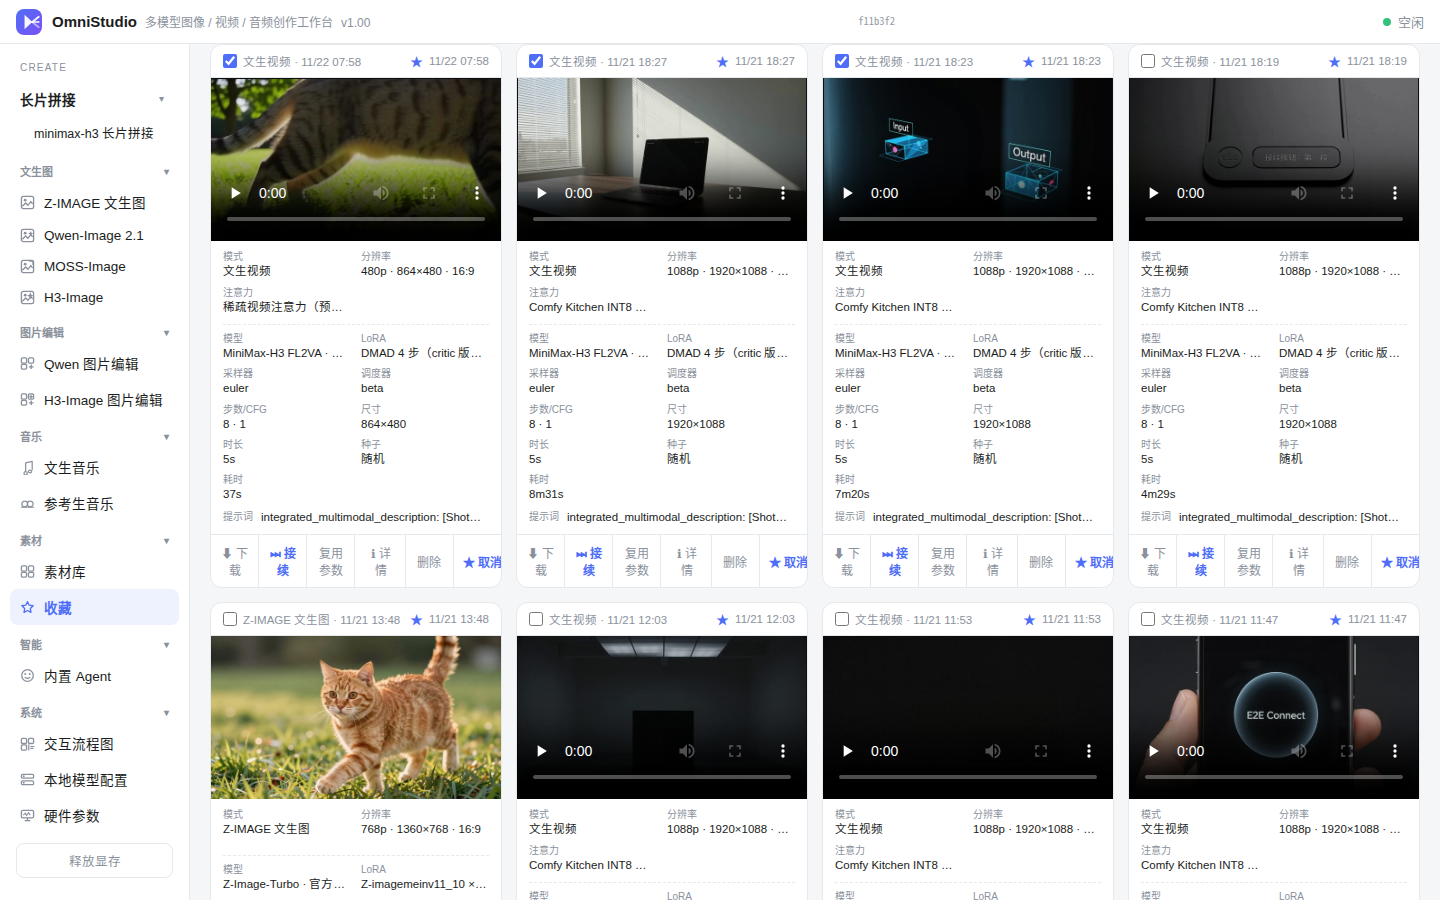 OmniStudio 多模型图像 / 视频 / 音频创作工作台 v1.00
f11b3f2
空闲
CREATE
长片拼接
minimax-h3 长片拼接
文生图
Z-IMAGE 文生图
Qwen-Image 2.1
MOSS-Image
H3-Image
图片编辑
Qwen 图片编辑
H3-Image 图片编辑
音乐
文生音乐
参考生音乐
素材
素材库
收藏
智能
内置 Agent
系统
交互流程图
本地模型配置
硬件参数
释放显存
文生视频 · 11/22 07:58 ★ 11/22 07:58
0:00
模式 分辨率
文生视频 480p · 864×480 · 16:9
注意力
稀疏视频注意力（预…
模型 LoRA
MiniMax-H3 FL2VA · … DMAD 4 步（critic 版…
采样器 调度器
euler beta
步数/CFG 尺寸
8 · 1 864×480
时长 种子
5s 随机
耗时
37s
提示词 integrated_multimodal_description: [Shot…
⬇ 下载 ⏭ 接续 复用参数 ℹ 详情 删除 ★ 取消
文生视频 · 11/21 18:27 ★ 11/21 18:27
0:00
模式 分辨率
文生视频 1088p · 1920×1088 · …
注意力
Comfy Kitchen INT8 …
模型 LoRA
MiniMax-H3 FL2VA · … DMAD 4 步（critic 版…
采样器 调度器
euler beta
步数/CFG 尺寸
8 · 1 1920×1088
时长 种子
5s 随机
耗时
8m31s
提示词 integrated_multimodal_description: [Shot…
⬇ 下载 ⏭ 接续 复用参数 ℹ 详情 删除 ★ 取消
文生视频 · 11/21 18:23 ★ 11/21 18:23
Input
Output
0:00
模式 分辨率
文生视频 1088p · 1920×1088 · …
注意力
Comfy Kitchen INT8 …
模型 LoRA
MiniMax-H3 FL2VA · … DMAD 4 步（critic 版…
采样器 调度器
euler beta
步数/CFG 尺寸
8 · 1 1920×1088
时长 种子
5s 随机
耗时
7m20s
提示词 integrated_multimodal_description: [Shot…
⬇ 下载 ⏭ 接续 复用参数 ℹ 详情 删除 ★ 取消
文生视频 · 11/21 18:19 ★ 11/21 18:19
0:00
模式 分辨率
文生视频 1088p · 1920×1088 · …
注意力
Comfy Kitchen INT8 …
模型 LoRA
MiniMax-H3 FL2VA · … DMAD 4 步（critic 版…
采样器 调度器
euler beta
步数/CFG 尺寸
8 · 1 1920×1088
时长 种子
5s 随机
耗时
4m29s
提示词 integrated_multimodal_description: [Shot…
⬇ 下载 ⏭ 接续 复用参数 ℹ 详情 删除 ★ 取消
Z-IMAGE 文生图 · 11/21 13:48 ★ 11/21 13:48
模式 分辨率
Z-IMAGE 文生图 768p · 1360×768 · 16:9
模型 LoRA
Z-Image-Turbo · 官方… Z-imagemeinv11_10 ×…
文生视频 · 11/21 12:03 ★ 11/21 12:03
0:00
模式 分辨率
文生视频 1088p · 1920×1088 · …
注意力
Comfy Kitchen INT8 …
模型 LoRA
文生视频 · 11/21 11:53 ★ 11/21 11:53
0:00
模式 分辨率
文生视频 1088p · 1920×1088 · …
注意力
Comfy Kitchen INT8 …
模型 LoRA
文生视频 · 11/21 11:47 ★ 11/21 11:47
E2E Connect
0:00
模式 分辨率
文生视频 1088p · 1920×1088 · …
注意力
Comfy Kitchen INT8 …
模型 LoRA